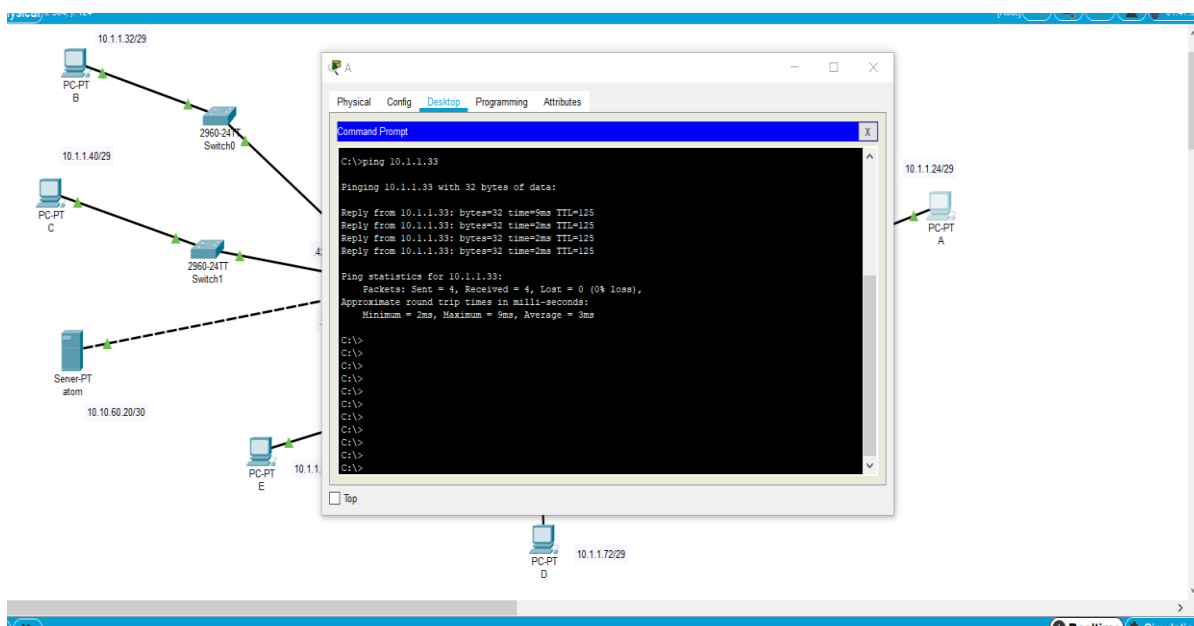 10.1.1.32/29
PC-PT
B
2960-24TT
Switch0
10.1.1.40/29
PC-PT
C
2960-24TT
Switch1
Server-PT
atom
10.10.60.20/30
PC-PT
E
10.1.1.
A
Physical Config Desktop Programming Attributes
Command Prompt
X
C:\>ping 10.1.1.33
Pinging 10.1.1.33 with 32 bytes of data:
Reply from 10.1.1.33: bytes=32 time=9ms TTL=125
Reply from 10.1.1.33: bytes=32 time=2ms TTL=125
Reply from 10.1.1.33: bytes=32 time=2ms TTL=125
Reply from 10.1.1.33: bytes=32 time=2ms TTL=125
Ping statistics for 10.1.1.33:
Packets: Sent = 4, Received = 4, Lost = 0 (0% loss),
Approximate round trip times in milli-seconds:
Minimum = 2ms, Maximum = 9ms, Average = 3ms
C:\>
C:\>
C:\>
C:\>
C:\>
C:\>
C:\>
C:\>
C:\>
C:\>
C:\>
Top
10.1.1.24/29
PC-PT
A
PC-PT
D
10.1.1.72/29